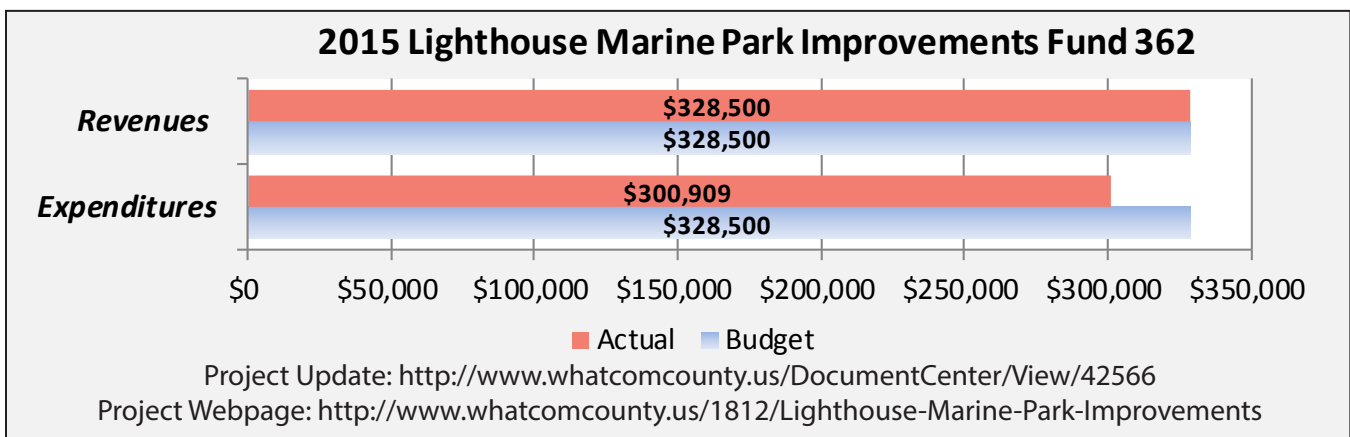 2015 Lighthouse Marine Park Improvements Fund 362
Revenues
$328,500
$328,500
Expenditures
$300,909
$328,500
$0 $50,000 $100,000 $150,000 $200,000 $250,000 $300,000 $350,000
Actual Budget
Project Update: http://www.whatcomcounty.us/DocumentCenter/View/42566
Project Webpage: http://www.whatcomcounty.us/1812/Lighthouse-Marine-Park-Improvements